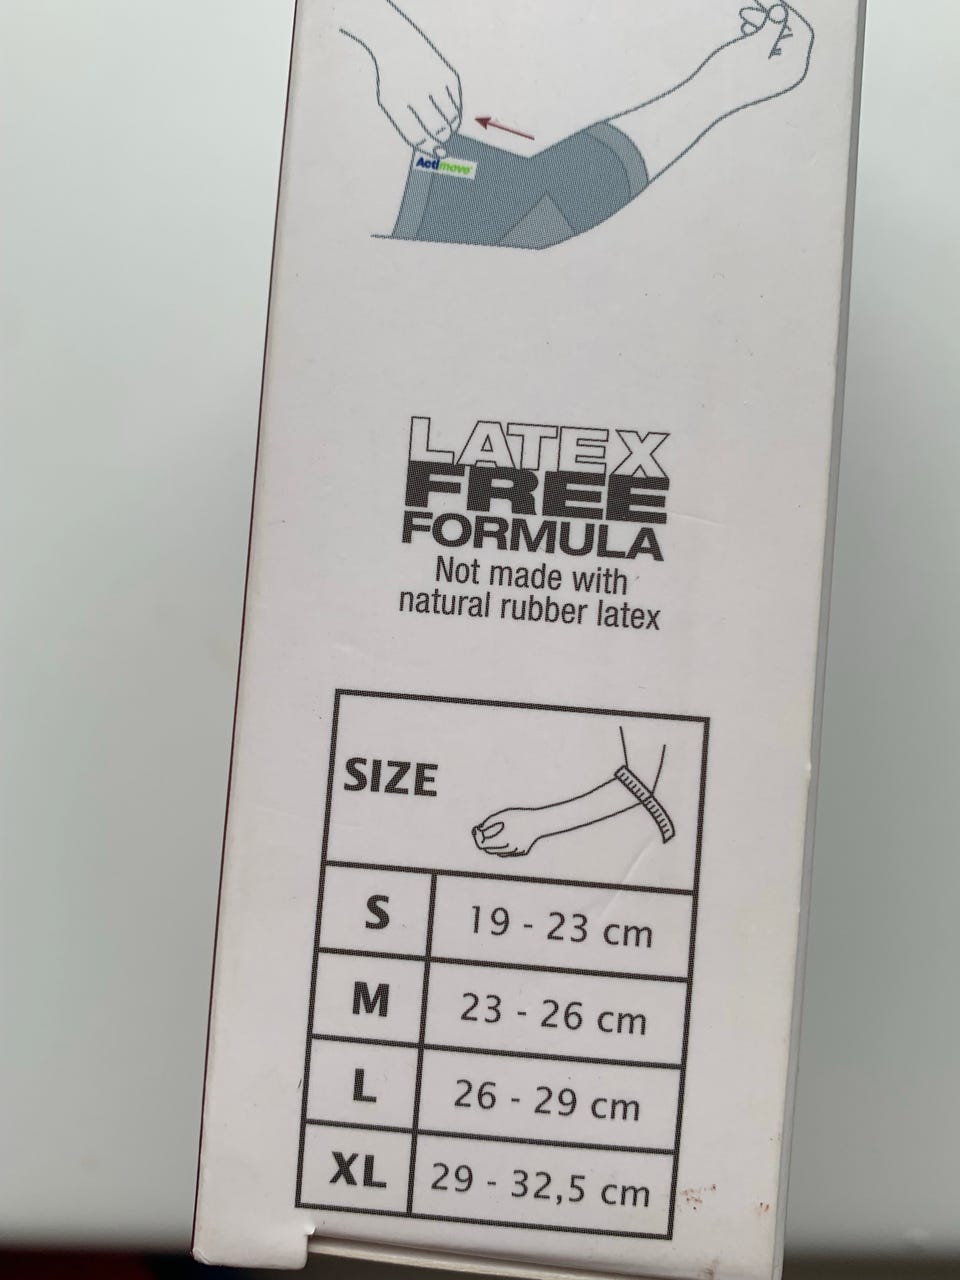 Actimove
LATEX
FREE
FORMULA
Not made with
natural rubber latex
SIZE
S 19 - 23 cm
M 23 - 26 cm
L 26 - 29 cm
XL 29 - 32,5 cm